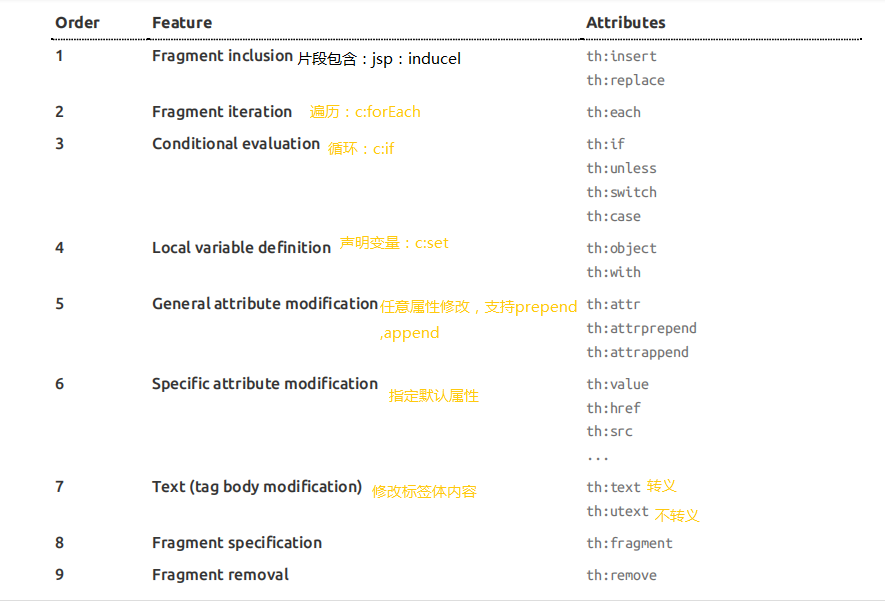 Order Feature Attributes
1 Fragment inclusion 片段包含：jsp：inducel th:insert
th:replace
2 Fragment iteration 遍历：c:forEach th:each
3 Conditional evaluation 循环：c:if th:if
th:unless
th:switch
th:case
4 Local variable definition 声明变量：c:set th:object
th:with
5 General attribute modification 任意属性修改，支持prepend th:attr
,append th:attrprepend
th:attrappend
6 Specific attribute modification 指定默认属性 th:value
th:href
th:src
...
7 Text (tag body modification) 修改标签体内容 th:text 转义
th:utext 不转义
8 Fragment specification th:fragment
9 Fragment removal th:remove